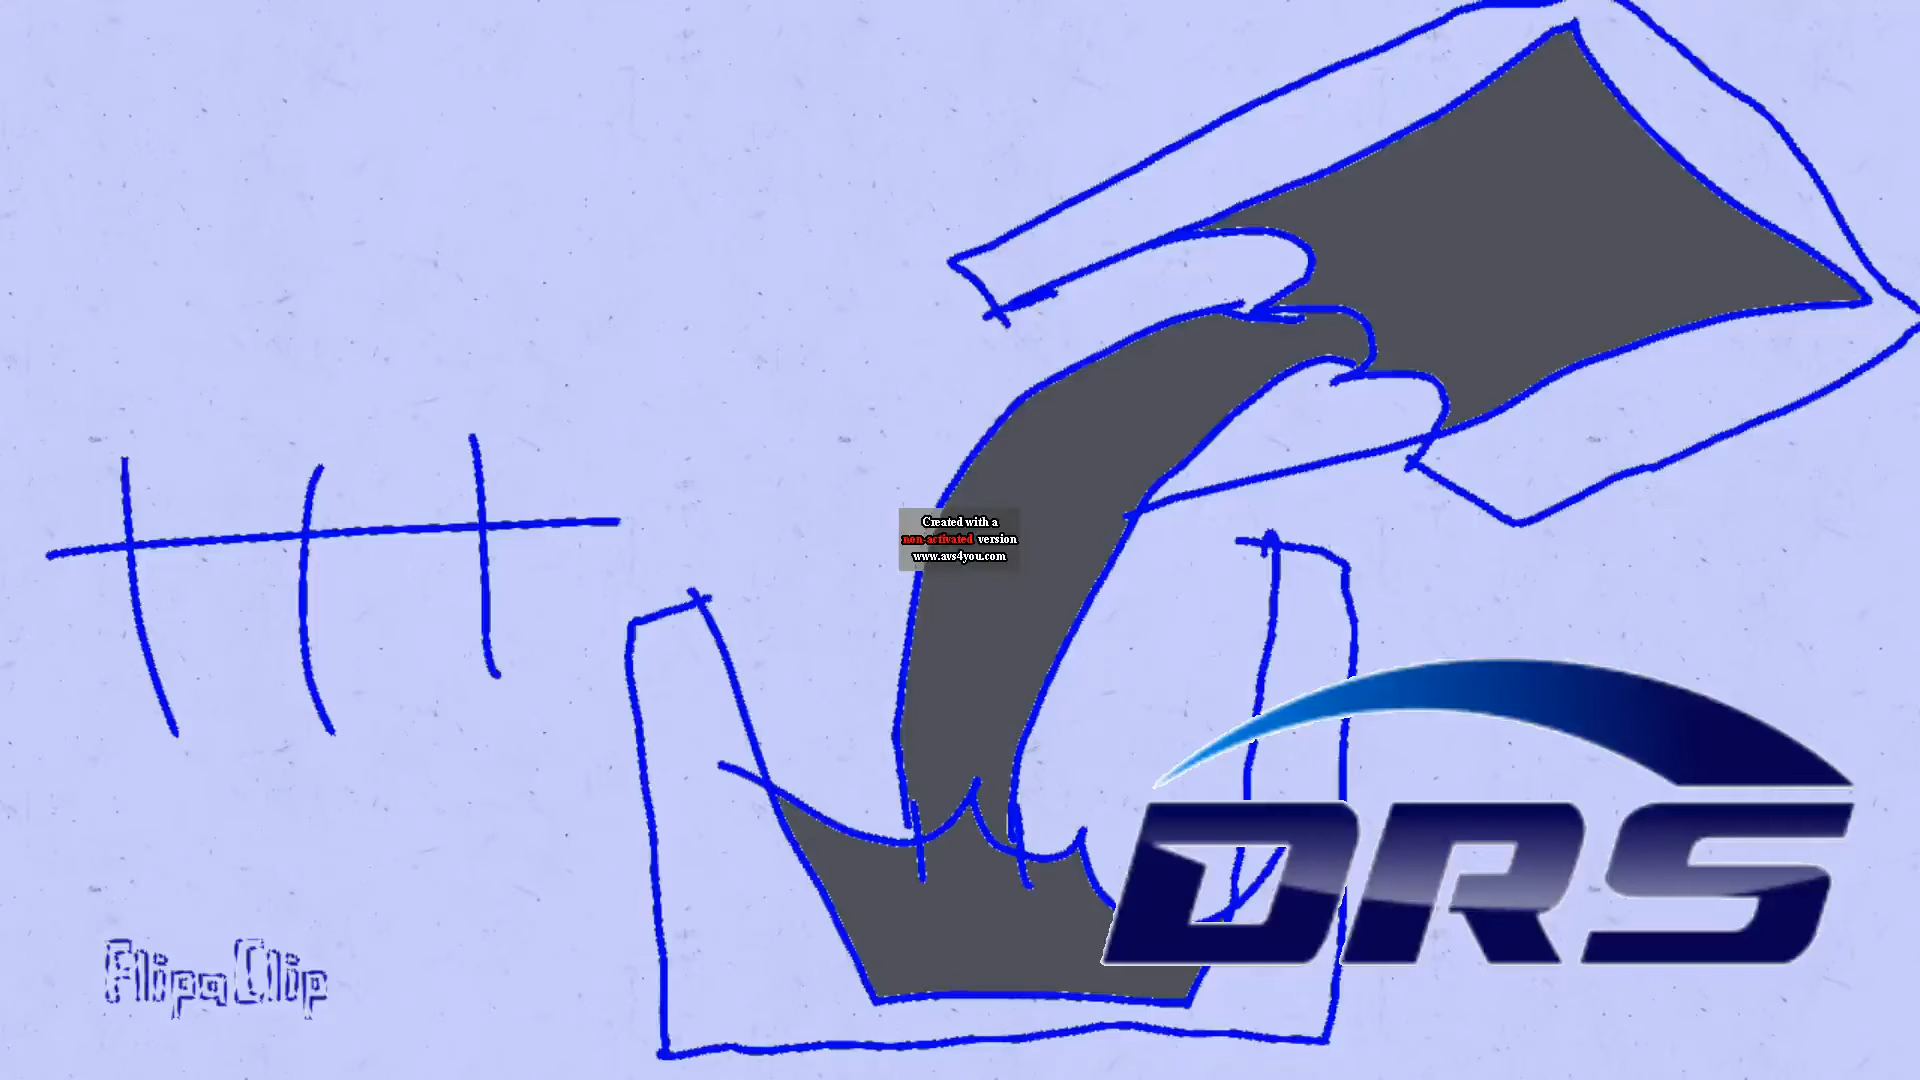 Created with a
non-activated version
www.avs4you.com
DRS
FlipaClip